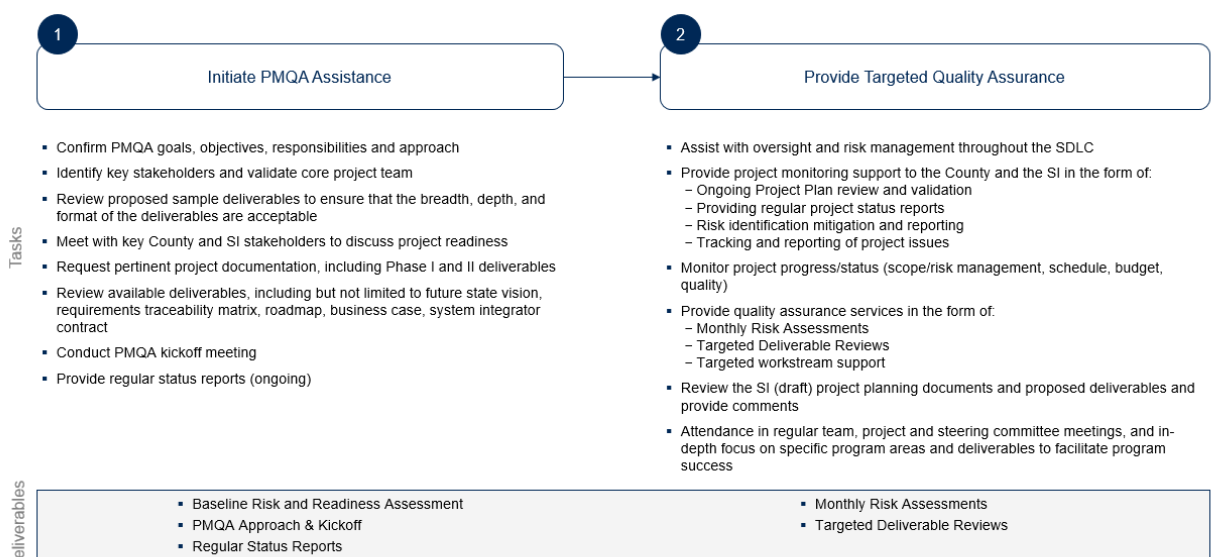 1
Initiate PMQA Assistance
2
Provide Targeted Quality Assurance
Tasks
▪ Confirm PMQA goals, objectives, responsibilities and approach
▪ Identify key stakeholders and validate core project team
▪ Review proposed sample deliverables to ensure that the breadth, depth, and
format of the deliverables are acceptable
▪ Meet with key County and SI stakeholders to discuss project readiness
▪ Request pertinent project documentation, including Phase I and II deliverables
▪ Review available deliverables, including but not limited to future state vision,
requirements traceability matrix, roadmap, business case, system integrator
contract
▪ Conduct PMQA kickoff meeting
▪ Provide regular status reports (ongoing)
▪ Assist with oversight and risk management throughout the SDLC
▪ Provide project monitoring support to the County and the SI in the form of:
– Ongoing Project Plan review and validation
– Providing regular project status reports
– Risk identification mitigation and reporting
– Tracking and reporting of project issues
▪ Monitor project progress/status (scope/risk management, schedule, budget,
quality)
▪ Provide quality assurance services in the form of:
– Monthly Risk Assessments
– Targeted Deliverable Reviews
– Targeted workstream support
▪ Review the SI (draft) project planning documents and proposed deliverables and
provide comments
▪ Attendance in regular team, project and steering committee meetings, and in-
depth focus on specific program areas and deliverables to facilitate program
success
eliverables
▪ Baseline Risk and Readiness Assessment
▪ PMQA Approach & Kickoff
▪ Regular Status Reports
▪ Monthly Risk Assessments
▪ Targeted Deliverable Reviews